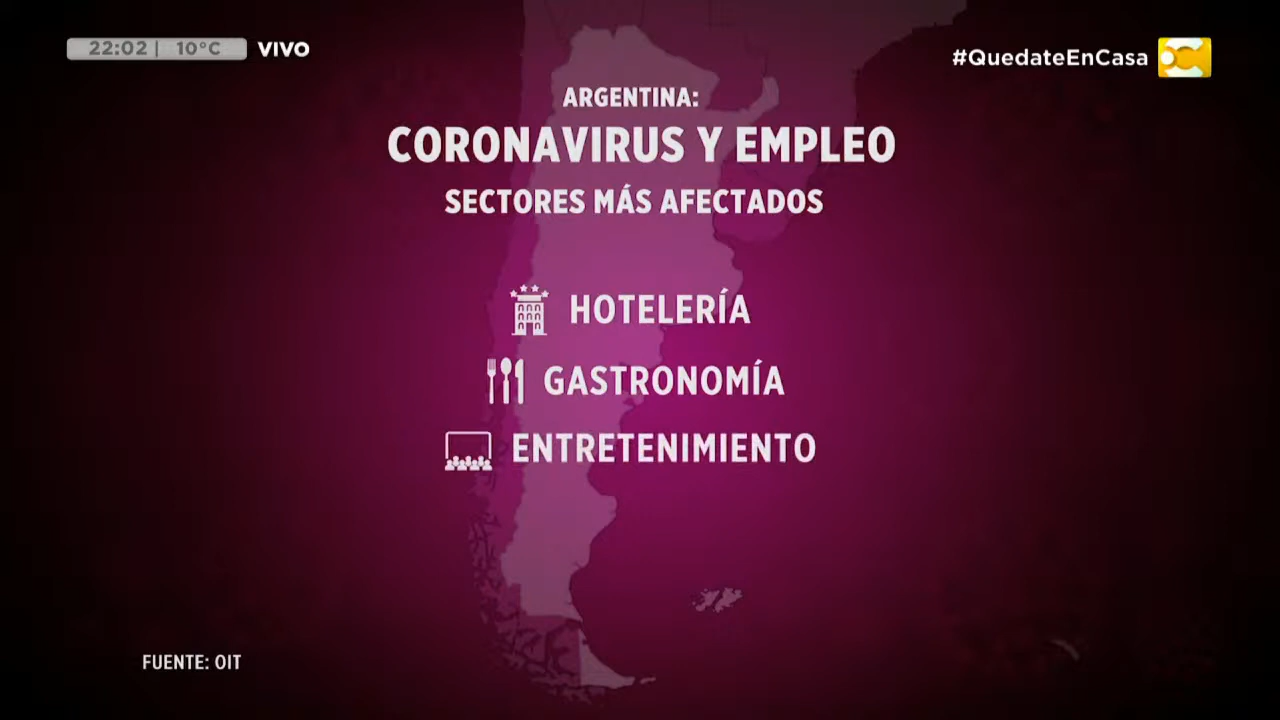 22:02 | 10°C VIVO
#QuedateEnCasa
ARGENTINA:
CORONAVIRUS Y EMPLEO
SECTORES MÁS AFECTADOS
HOTELERÍA
GASTRONOMÍA
ENTRETENIMIENTO
FUENTE: OIT